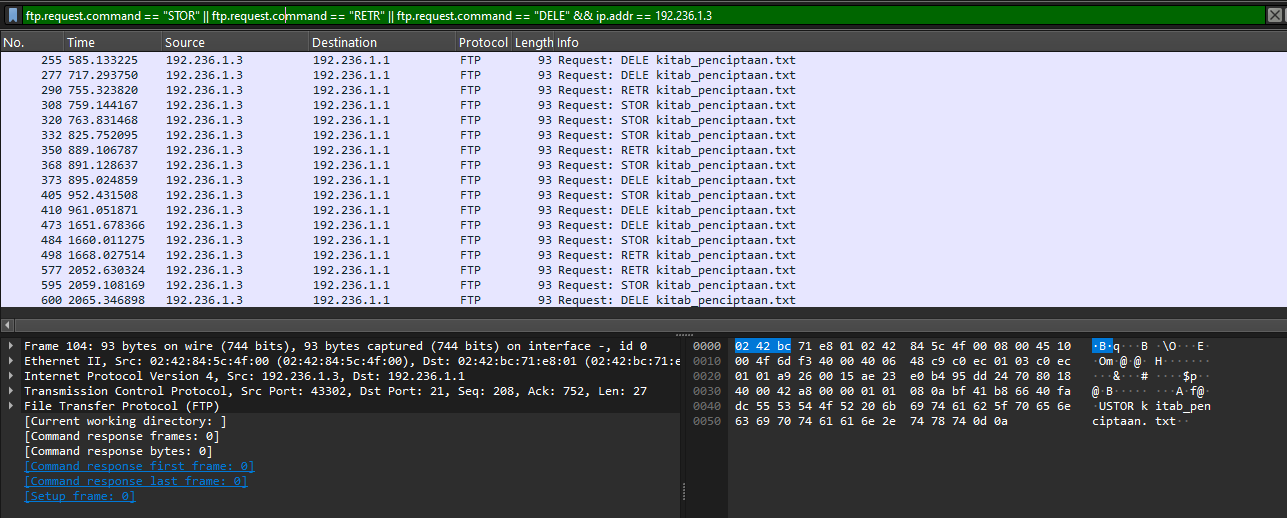 ftp.request.command == "STOR" || ftp.request.command == "RETR" || ftp.request.command == "DELE" && ip.addr == 192.236.1.3
No. Time Source Destination Protocol Length Info
255 585.133225 192.236.1.3 192.236.1.1 FTP 93 Request: DELE kitab_penciptaan.txt
277 717.293750 192.236.1.3 192.236.1.1 FTP 93 Request: DELE kitab_penciptaan.txt
290 755.323820 192.236.1.3 192.236.1.1 FTP 93 Request: RETR kitab_penciptaan.txt
308 759.144167 192.236.1.3 192.236.1.1 FTP 93 Request: STOR kitab_penciptaan.txt
320 763.831468 192.236.1.3 192.236.1.1 FTP 93 Request: STOR kitab_penciptaan.txt
332 825.752095 192.236.1.3 192.236.1.1 FTP 93 Request: STOR kitab_penciptaan.txt
350 889.106787 192.236.1.3 192.236.1.1 FTP 93 Request: RETR kitab_penciptaan.txt
368 891.128637 192.236.1.3 192.236.1.1 FTP 93 Request: STOR kitab_penciptaan.txt
373 895.024859 192.236.1.3 192.236.1.1 FTP 93 Request: DELE kitab_penciptaan.txt
405 952.431508 192.236.1.3 192.236.1.1 FTP 93 Request: STOR kitab_penciptaan.txt
410 961.051871 192.236.1.3 192.236.1.1 FTP 93 Request: DELE kitab_penciptaan.txt
473 1651.678366 192.236.1.3 192.236.1.1 FTP 93 Request: DELE kitab_penciptaan.txt
484 1660.011275 192.236.1.3 192.236.1.1 FTP 93 Request: STOR kitab_penciptaan.txt
498 1668.027514 192.236.1.3 192.236.1.1 FTP 93 Request: RETR kitab_penciptaan.txt
577 2052.630324 192.236.1.3 192.236.1.1 FTP 93 Request: RETR kitab_penciptaan.txt
595 2059.108169 192.236.1.3 192.236.1.1 FTP 93 Request: STOR kitab_penciptaan.txt
600 2065.346898 192.236.1.3 192.236.1.1 FTP 93 Request: DELE kitab_penciptaan.txt
Frame 104: 93 bytes on wire (744 bits), 93 bytes captured (744 bits) on interface -, id 0
Ethernet II, Src: 02:42:84:5c:4f:00 (02:42:84:5c:4f:00), Dst: 02:42:bc:71:e8:01 (02:42:bc:71:e
Internet Protocol Version 4, Src: 192.236.1.3, Dst: 192.236.1.1
Transmission Control Protocol, Src Port: 43302, Dst Port: 21, Seq: 208, Ack: 752, Len: 27
File Transfer Protocol (FTP)
[Current working directory: ]
[Command response frames: 0]
[Command response bytes: 0]
[Command response first frame: 0]
[Command response last frame: 0]
[Setup frame: 0]
0000 02 42 bc 71 e8 01 02 42 84 5c 4f 00 08 00 45 10 ·B·q···B ·\O···E·
0010 00 4f 6d f3 40 00 40 06 48 c9 c0 ec 01 03 c0 ec ·Om·@·@· H·······
0020 01 01 a9 26 00 15 ae 23 e0 b4 95 dd 24 70 80 18 ···&···# ····$p··
0030 40 00 42 a8 00 00 01 01 08 0a bf 41 b8 66 40 fa @·B····· ···A·f@·
0040 dc 55 53 54 4f 52 20 6b 69 74 61 62 5f 70 65 6e ·USTOR k itab_pen
0050 63 69 70 74 61 61 6e 2e 74 78 74 0d 0a ciptaan. txt··